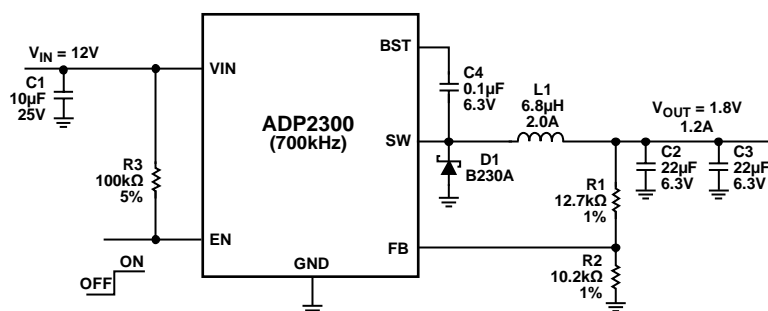 V_IN = 12V
C1
10µF
25V
VIN
R3
100kΩ
5%
EN
ON
OFF
ADP2300
(700kHz)
GND
BST
SW
FB
C4
0.1µF
6.3V
L1
6.8µH
2.0A
D1
B230A
V_OUT = 1.8V
1.2A
C2
22µF
6.3V
C3
22µF
6.3V
R1
12.7kΩ
1%
R2
10.2kΩ
1%